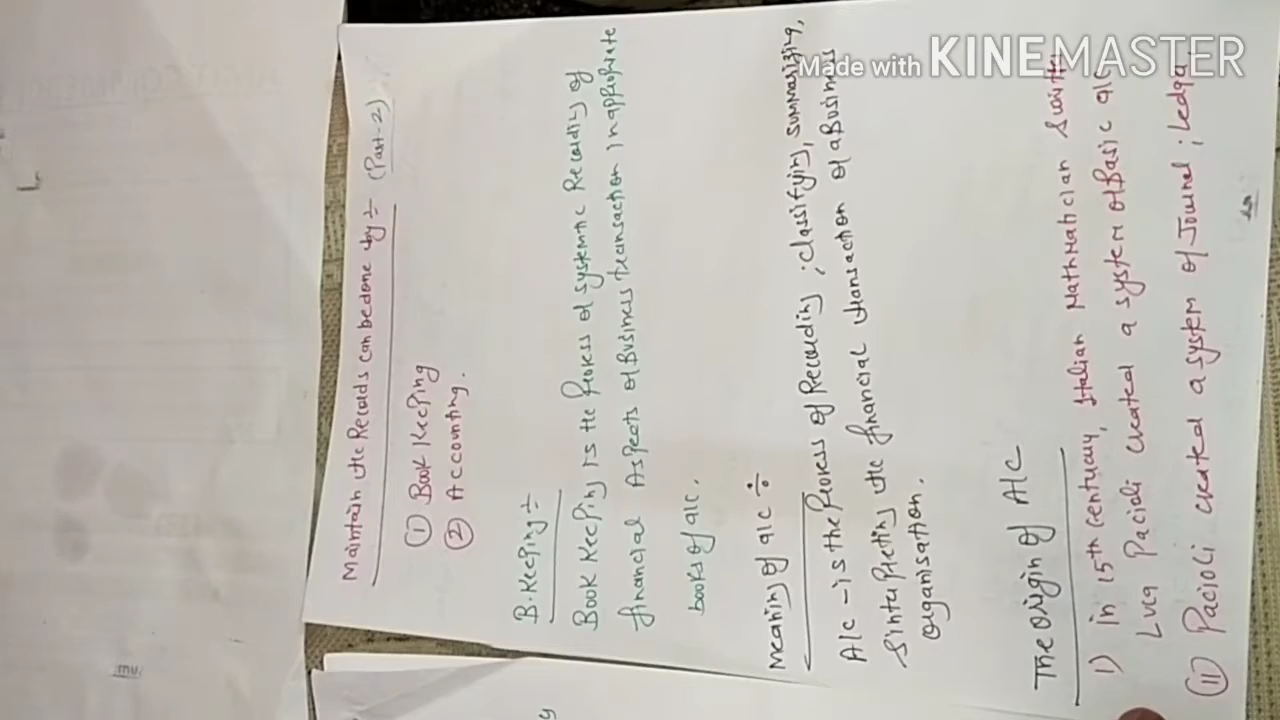 Maintain the Records can be done by ÷ (Part-2)
① Book Keeping
② Accounting.
B. Keeping ÷
Book Keeping is the Process of systemtic Recording of
financial Aspects of Business transaction in appropriate
books of a/c.
Meaning of a/c ÷
A/c - is the Process of Recording ; classifying, summarising,
Interpreting the financial transaction of a Business
organisation.
The origin of A/C
1) in 15th Century, Italian Mathmatician
Luca Pacioli created a system of Basic a/c
(II) Pacioli created a system of Journal ; Ledger
Made with KINEMASTER